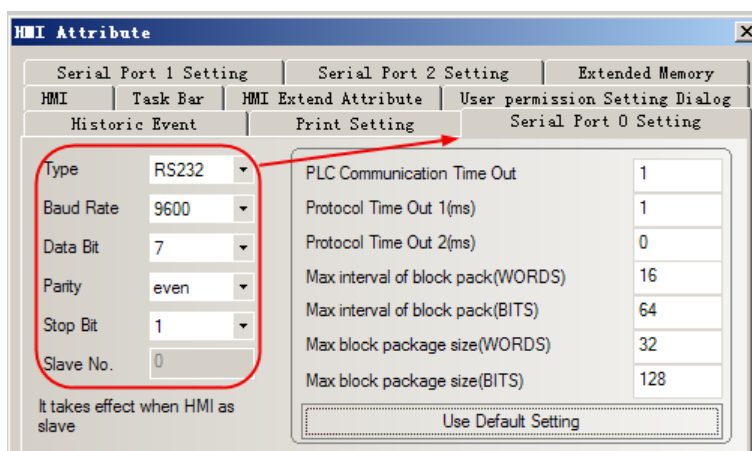 HMI Attribute
Serial Port 1 Setting
Serial Port 2 Setting
Extended Memory
HMI
Task Bar
HMI Extend Attribute
User permission Setting Dialog
Historic Event
Print Setting
Serial Port 0 Setting
Type RS232
Baud Rate 9600
Data Bit 7
Parity even
Stop Bit 1
Slave No. 0
It takes effect when HMI as
slave
PLC Communication Time Out 1
Protocol Time Out 1(ms) 1
Protocol Time Out 2(ms) 0
Max interval of block pack(WORDS) 16
Max interval of block pack(BITS) 64
Max block package size(WORDS) 32
Max block package size(BITS) 128
Use Default Setting